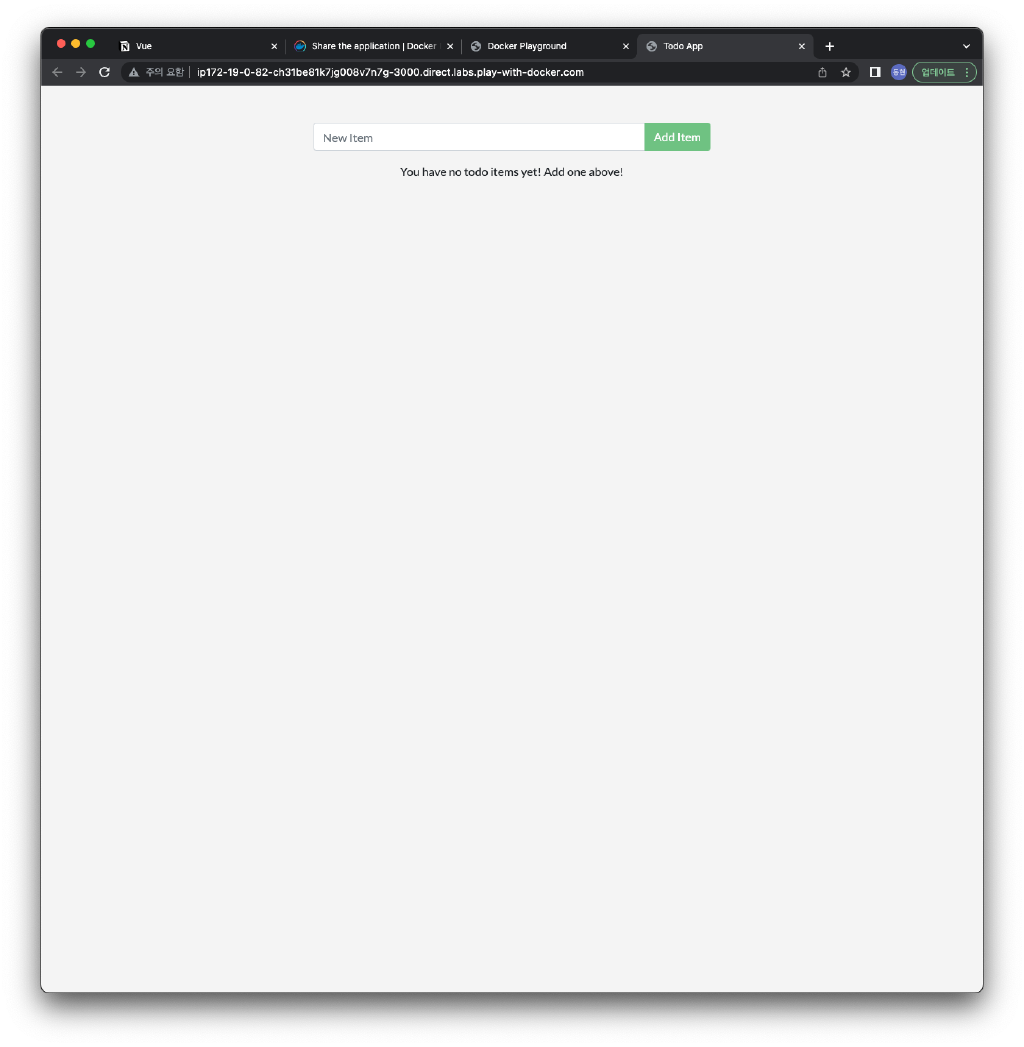 Vue
Share the application | Docker
Docker Playground
Todo App
주의 요함
ip172-19-0-82-ch31be81k7jg008v7n7g-3000.direct.labs.play-with-docker.com
동현
업데이트
New Item
Add Item
You have no todo items yet! Add one above!